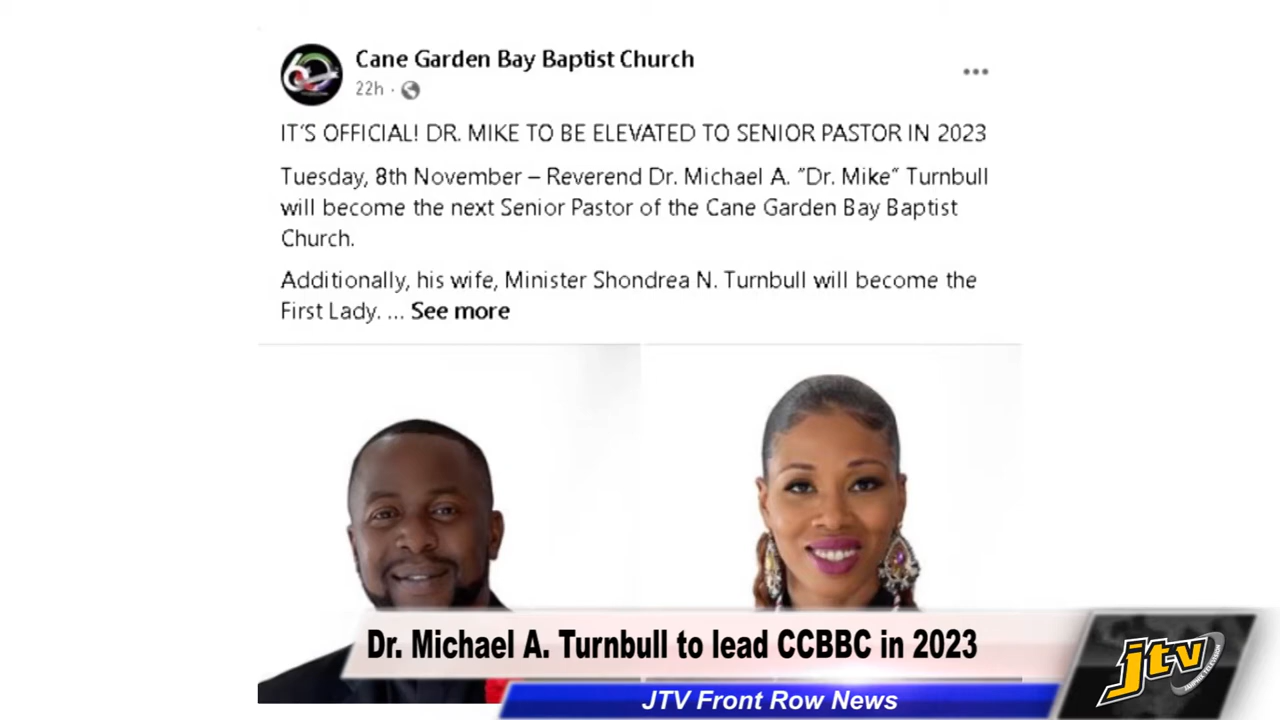 Cane Garden Bay Baptist Church
22h ·
IT'S OFFICIAL! DR. MIKE TO BE ELEVATED TO SENIOR PASTOR IN 2023
Tuesday, 8th November – Reverend Dr. Michael A. "Dr. Mike" Turnbull
will become the next Senior Pastor of the Cane Garden Bay Baptist
Church.
Additionally, his wife, Minister Shondrea N. Turnbull will become the
First Lady. ... See more
Dr. Michael A. Turnbull to lead CCBBC in 2023
JTV Front Row News
jtv